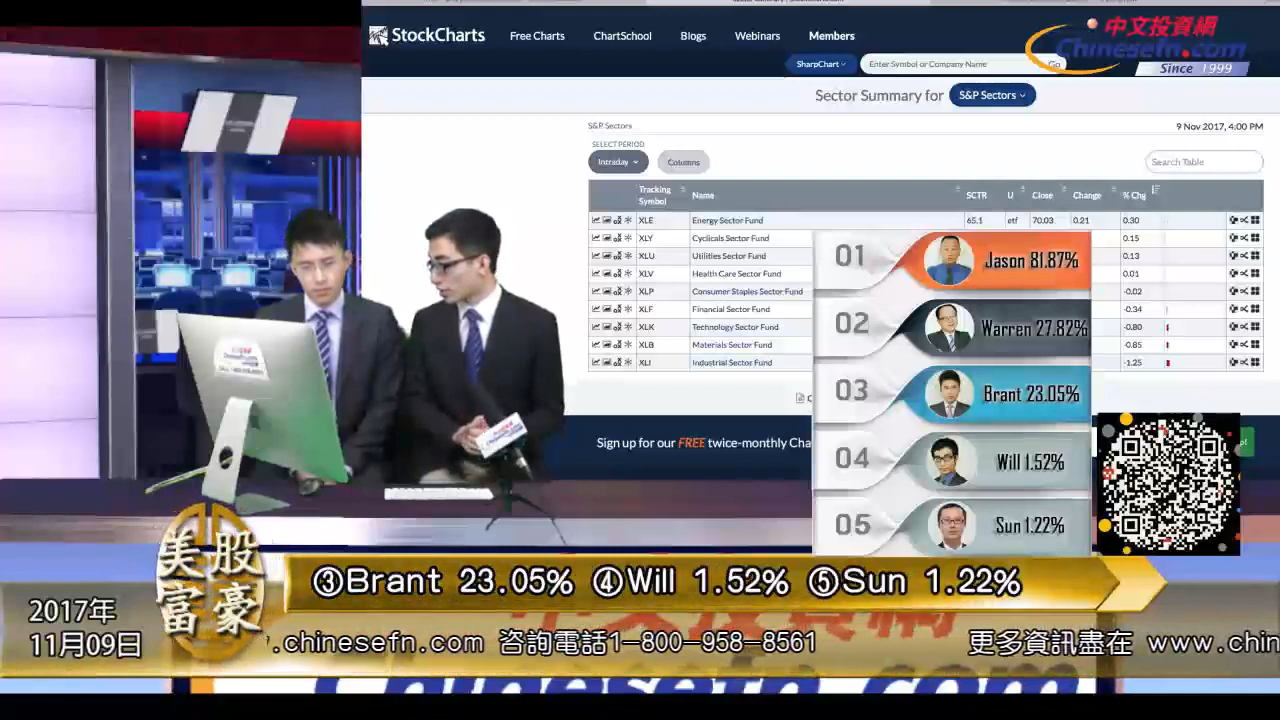 StockCharts
Free Charts
ChartSchool
Blogs
Webinars
Members
中文投資網
Chinesefn.com
Since 1999
SharpChart
Enter Symbol or Company Name
Go
Sector Summary for
S&P Sectors
S&P Sectors
9 Nov 2017, 4:00 PM
SELECT PERIOD
Intraday
Columns
Search Table
Tracking Symbol Name SCTR U Close Change % Chg
XLE Energy Sector Fund 65.1 etf 70.03 0.21 0.30
XLY Cyclicals Sector Fund 0.15
XLU Utilities Sector Fund 0.13
XLV Health Care Sector Fund 0.01
XLP Consumer Staples Sector Fund -0.02
XLF Financial Sector Fund -0.34
XLK Technology Sector Fund -0.80
XLB Materials Sector Fund -0.85
XLI Industrial Sector Fund -1.25
01 Jason 81.87%
02 Warren 27.82%
03 Brant 23.05%
04 Will 1.52%
05 Sun 1.22%
Sign up for our FREE twice-monthly Cha
美股富豪
③Brant 23.05% ④Will 1.52% ⑤Sun 1.22%
2017年
11月09日
.chinesefn.com 咨詢電話1-800-958-8561 更多資訊盡在 www.chin
中文投資網
Chinesefn.com